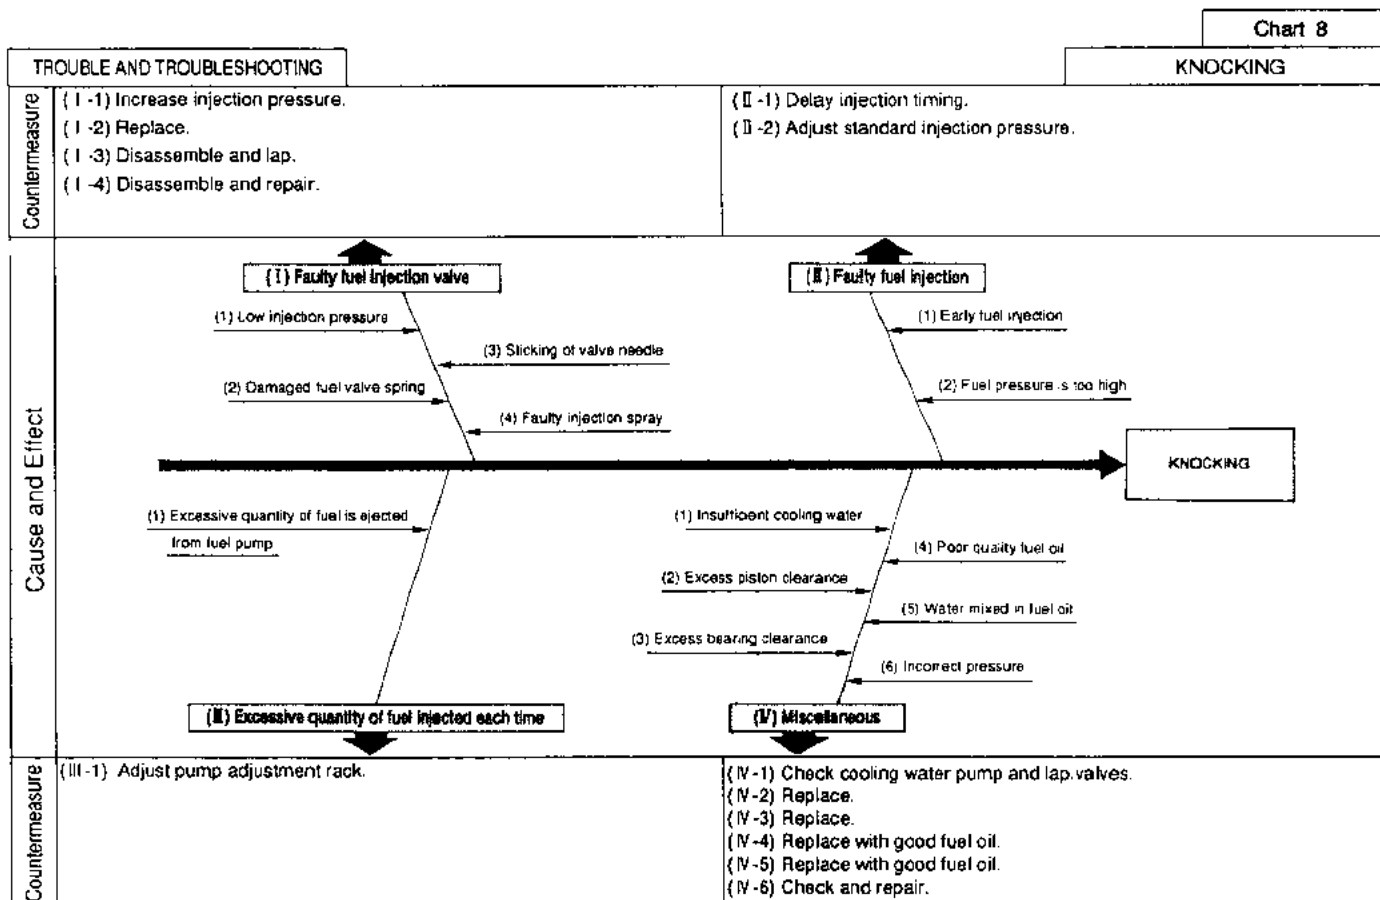 Chart 8
TROUBLE AND TROUBLESHOOTING
KNOCKING
Countermeasure
(Ⅰ-1) Increase injection pressure.
(Ⅰ-2) Replace.
(Ⅰ-3) Disassemble and lap.
(Ⅰ-4) Disassemble and repair.
(Ⅱ-1) Delay injection timing.
(Ⅱ-2) Adjust standard injection pressure.
Cause and Effect
(Ⅰ) Faulty fuel injection valve
(1) Low injection pressure
(3) Sticking of valve needle
(2) Damaged fuel valve spring
(4) Faulty injection spray
(Ⅱ) Faulty fuel injection
(1) Early fuel injection
(2) Fuel pressure is too high
KNOCKING
(1) Excessive quantity of fuel is ejected
from fuel pump
(Ⅲ) Excessive quantity of fuel injected each time
(1) Insufficient cooling water
(4) Poor quality fuel oil
(2) Excess piston clearance
(5) Water mixed in fuel oil
(3) Excess bearing clearance
(6) Incorrect pressure
(Ⅳ) Miscellaneous
Countermeasure
(III-1) Adjust pump adjustment rack.
(Ⅳ-1) Check cooling water pump and lap.valves.
(Ⅳ-2) Replace.
(Ⅳ-3) Replace.
(Ⅳ-4) Replace with good fuel oil.
(Ⅳ-5) Replace with good fuel oil.
(Ⅳ-6) Check and repair.